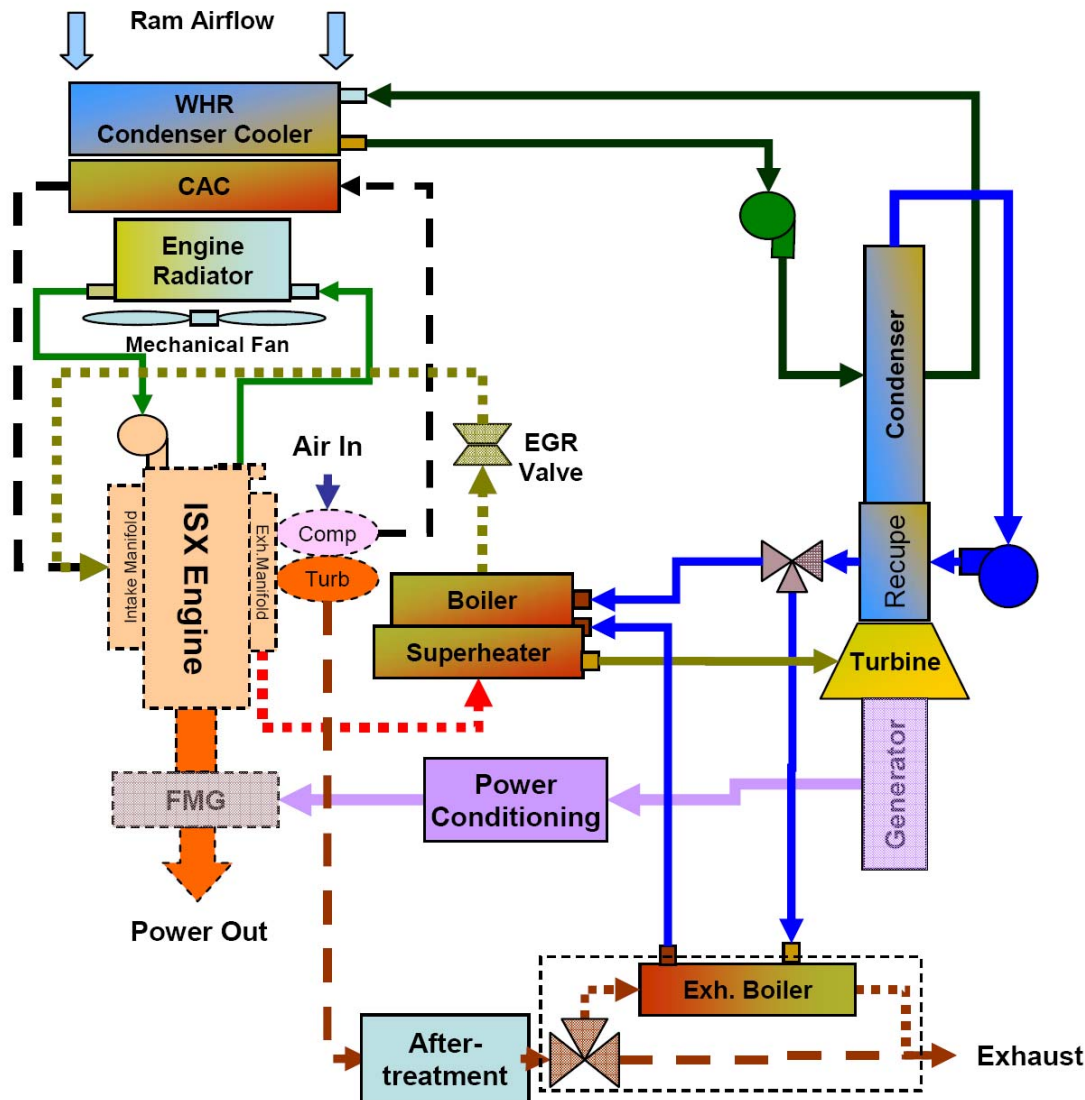 Ram Airflow
WHR
Condenser Cooler
CAC
Engine
Radiator
Mechanical Fan
Air In
EGR
Valve
Condenser
Intake Manifold
ISX Engine
Exh.Manifold
Comp
Turb
Boiler
Superheater
Recupe
Turbine
Generator
FMG
Power
Conditioning
Power Out
Exh. Boiler
After-
treatment
Exhaust